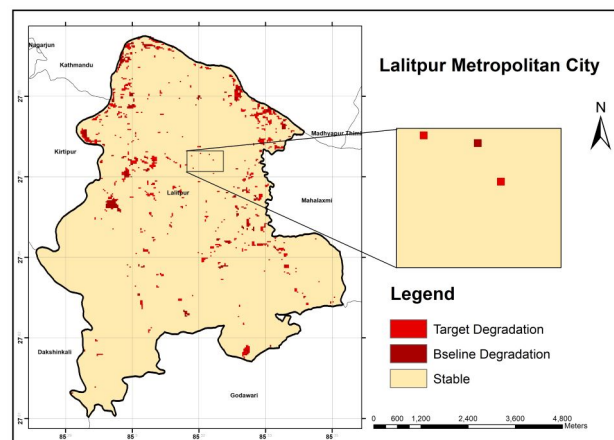 Lalitpur Metropolitan City
N
Nagarjun
Kathmandu
Madhyapur Thimi
Kirtipur
Lalitpur
Mahalaxmi
Dakshinkali
Godawari
27
27
27
27
27
85
85
85
85
85
Legend
Target Degradation
Bseline Degradation
Stable
0 600 1,200 2,400 3,600 4,800
Meters